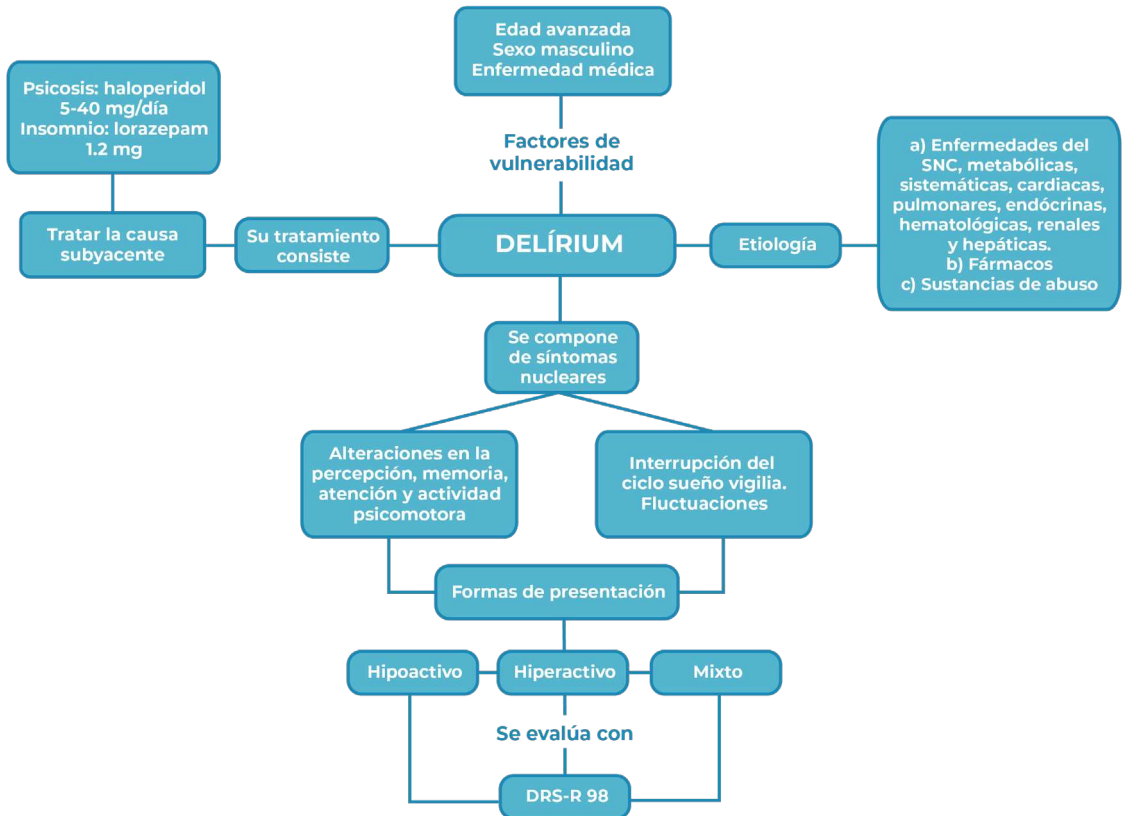 Edad avanzada
Sexo masculino
Enfermedad médica
Psicosis: haloperidol
5-40 mg/día
Insomnio: lorazepam
1.2 mg
Factores de
vulnerabilidad
a) Enfermedades del
SNC, metabólicas,
sistemáticas, cardiacas,
pulmonares, endócrinas,
hematológicas, renales
y hepáticas.
b) Fármacos
c) Sustancias de abuso
Tratar la causa
subyacente
Su tratamiento
consiste
DELÍRIUM
Etiología
Se compone
de síntomas
nucleares
Alteraciones en la
percepción, memoria,
atención y actividad
psicomotora
Interrupción del
ciclo sueño vigilia.
Fluctuaciones
Formas de presentación
Hipoactivo
Hiperactivo
Mixto
Se evalúa con
DRS-R 98